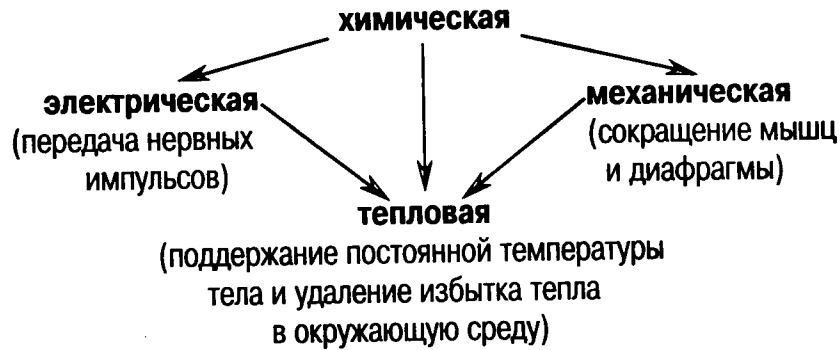 химическая
электрическая
(передача нервных
импульсов)
механическая
(сокращение мышц
и диафрагмы)
тепловая
(поддержание постоянной температуры
тела и удаление избытка тепла
в окружающую среду)